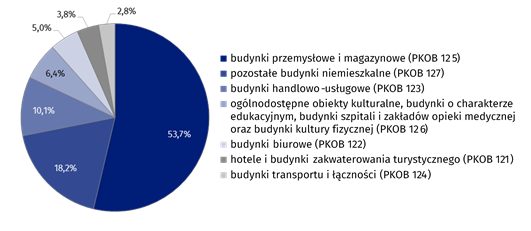 2,8%
3,8%
5,0%
6,4%
10,1%
18,2%
53,7%
budynki przemysłowe i magazynowe (PKOB 125)
pozostałe budynki niemieszkalne (PKOB 127)
budynki handlowo-usługowe (PKOB 123)
ogólnodostępne obiekty kulturalne, budynki o charakterze
edukacyjnym, budynki szpitali i zakładów opieki medycznej
oraz budynki kultury fizycznej (PKOB 126)
budynki biurowe (PKOB 122)
hotele i budynki zakwaterowania turystycznego (PKOB 121)
budynki transportu i łączności (PKOB 124)